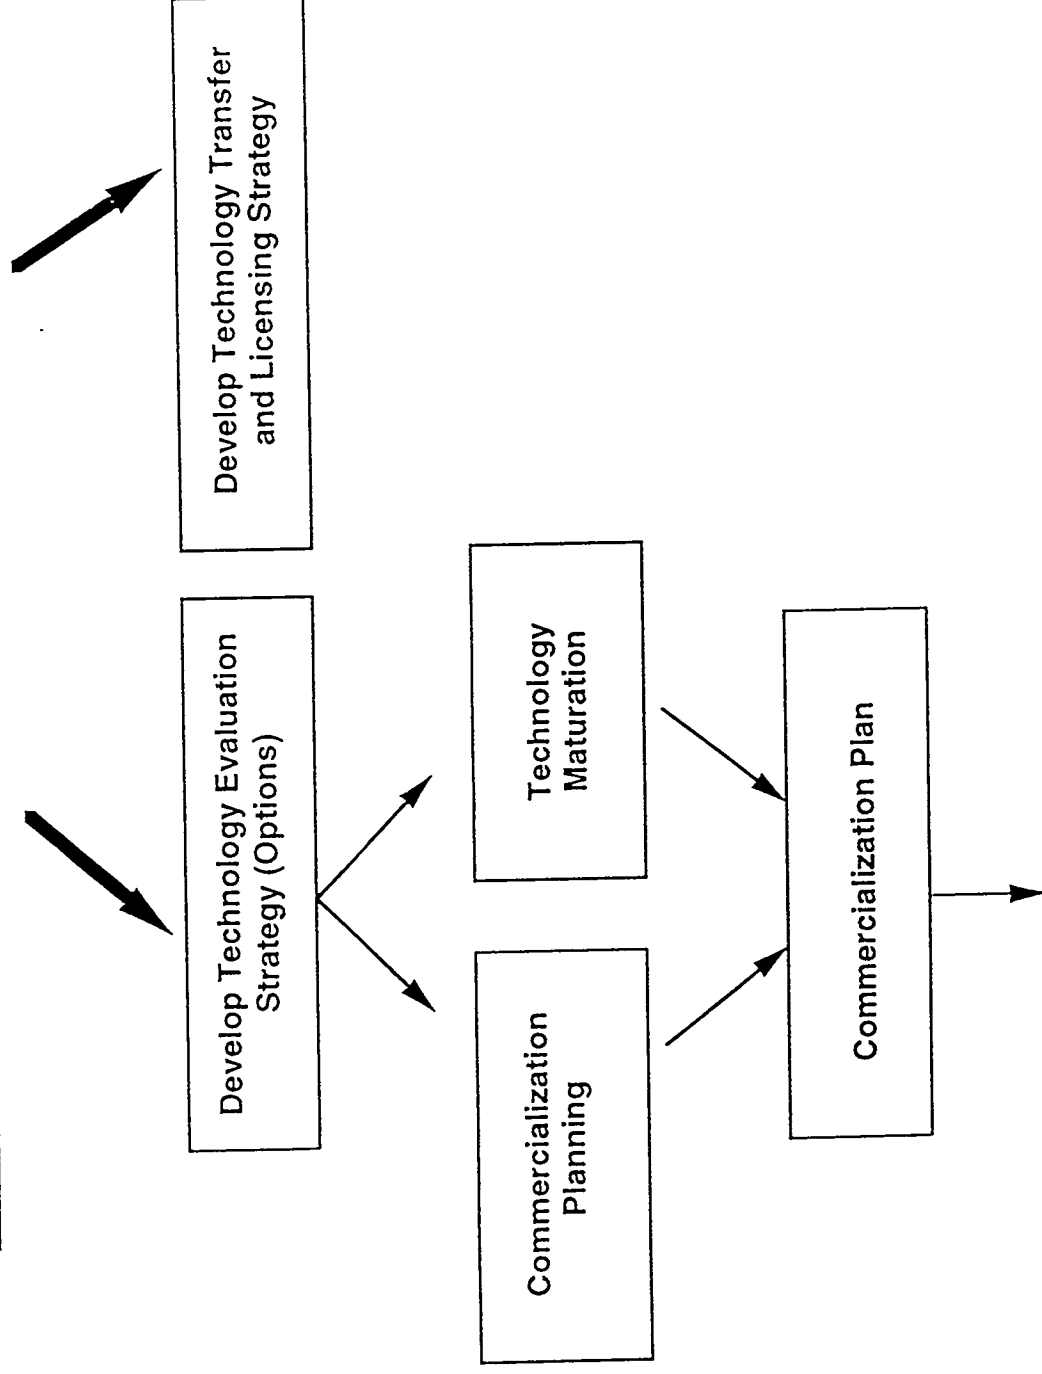 Develop Technology Evaluation
Strategy (Options)
Develop Technology Transfer
and Licensing Strategy
Commercialization
Planning
Technology
Maturation
Commercialization Plan